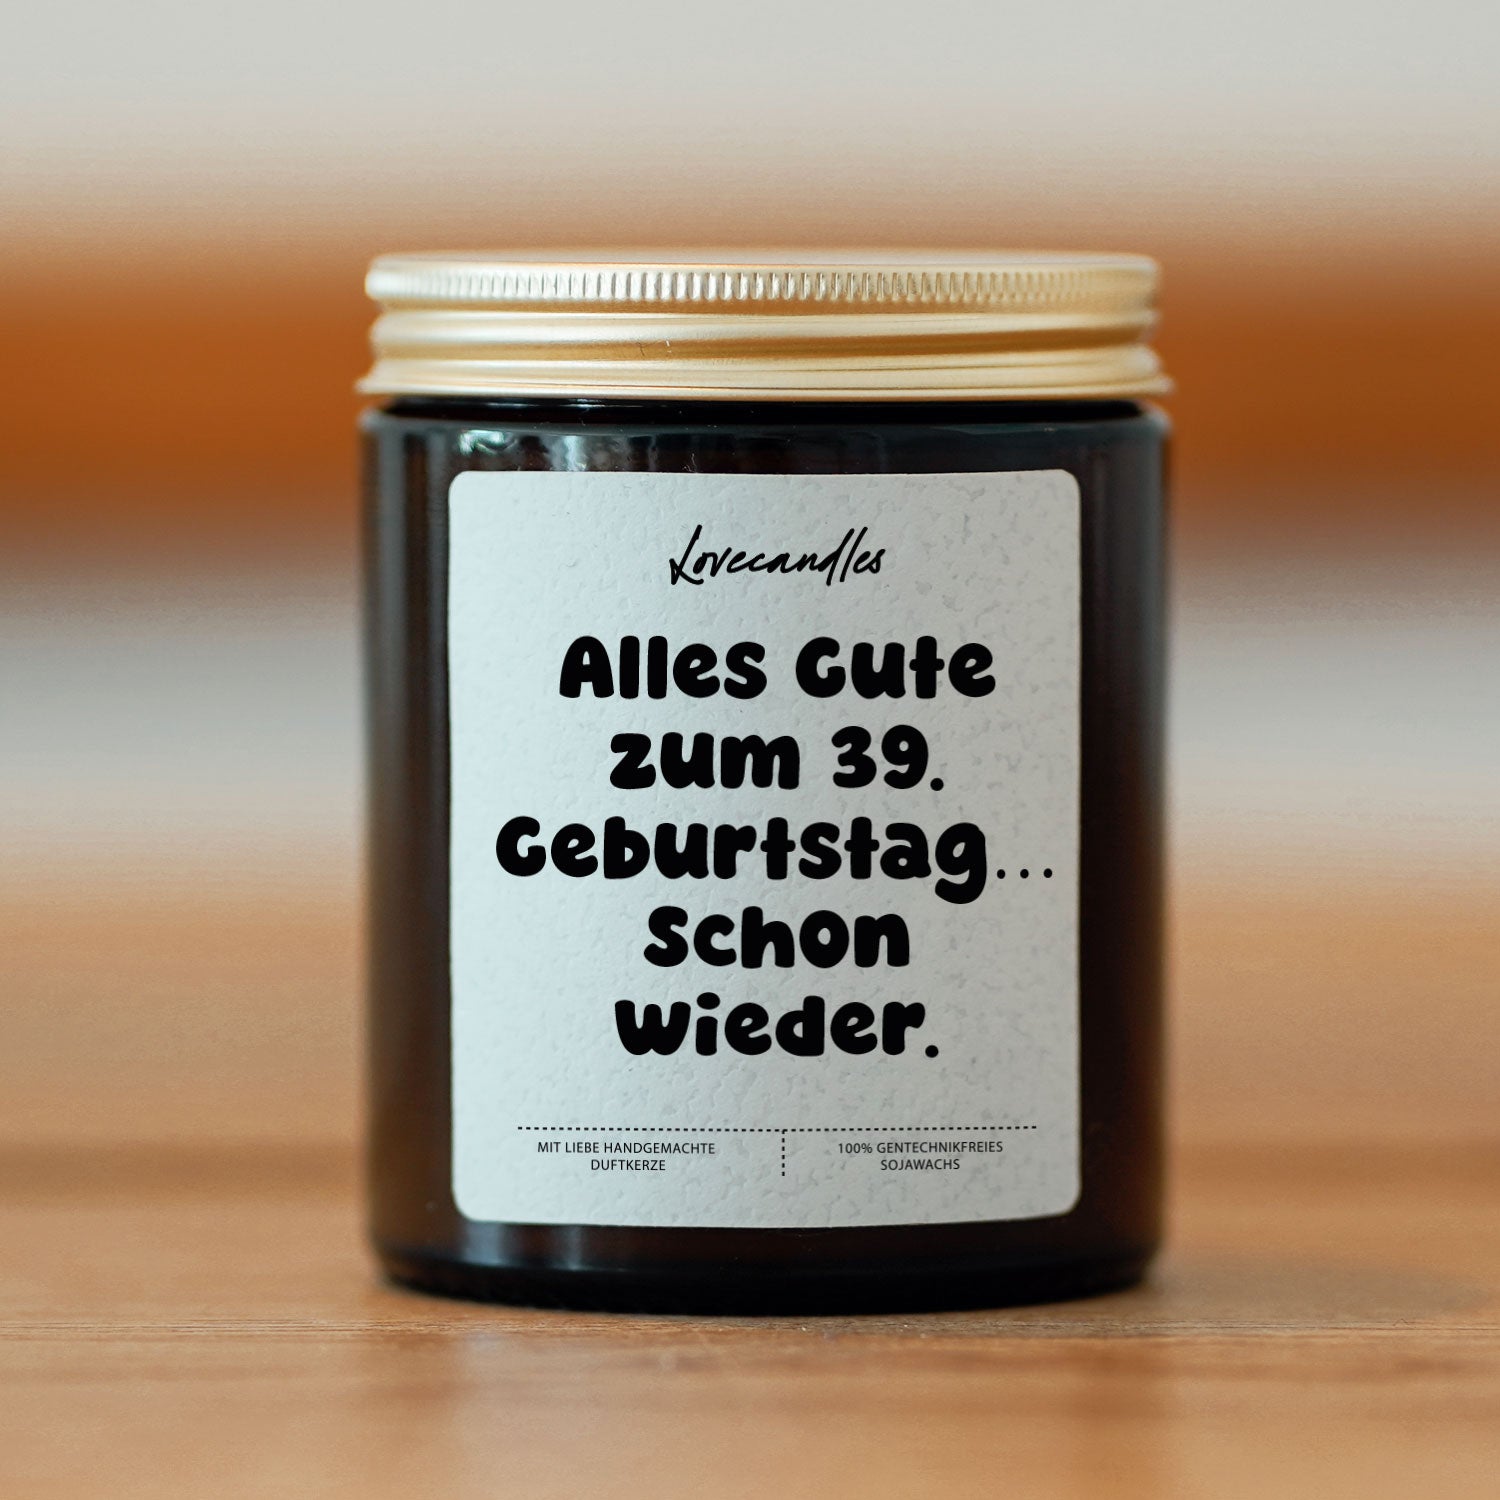 Lovecandles
Alles Gute
zum 39.
Geburtstag...
schon
wieder.
MIT LIEBE HANDGEMACHTE
DUFTKERZE
100% GENTECHNIKFREIES
SOJAWACHS